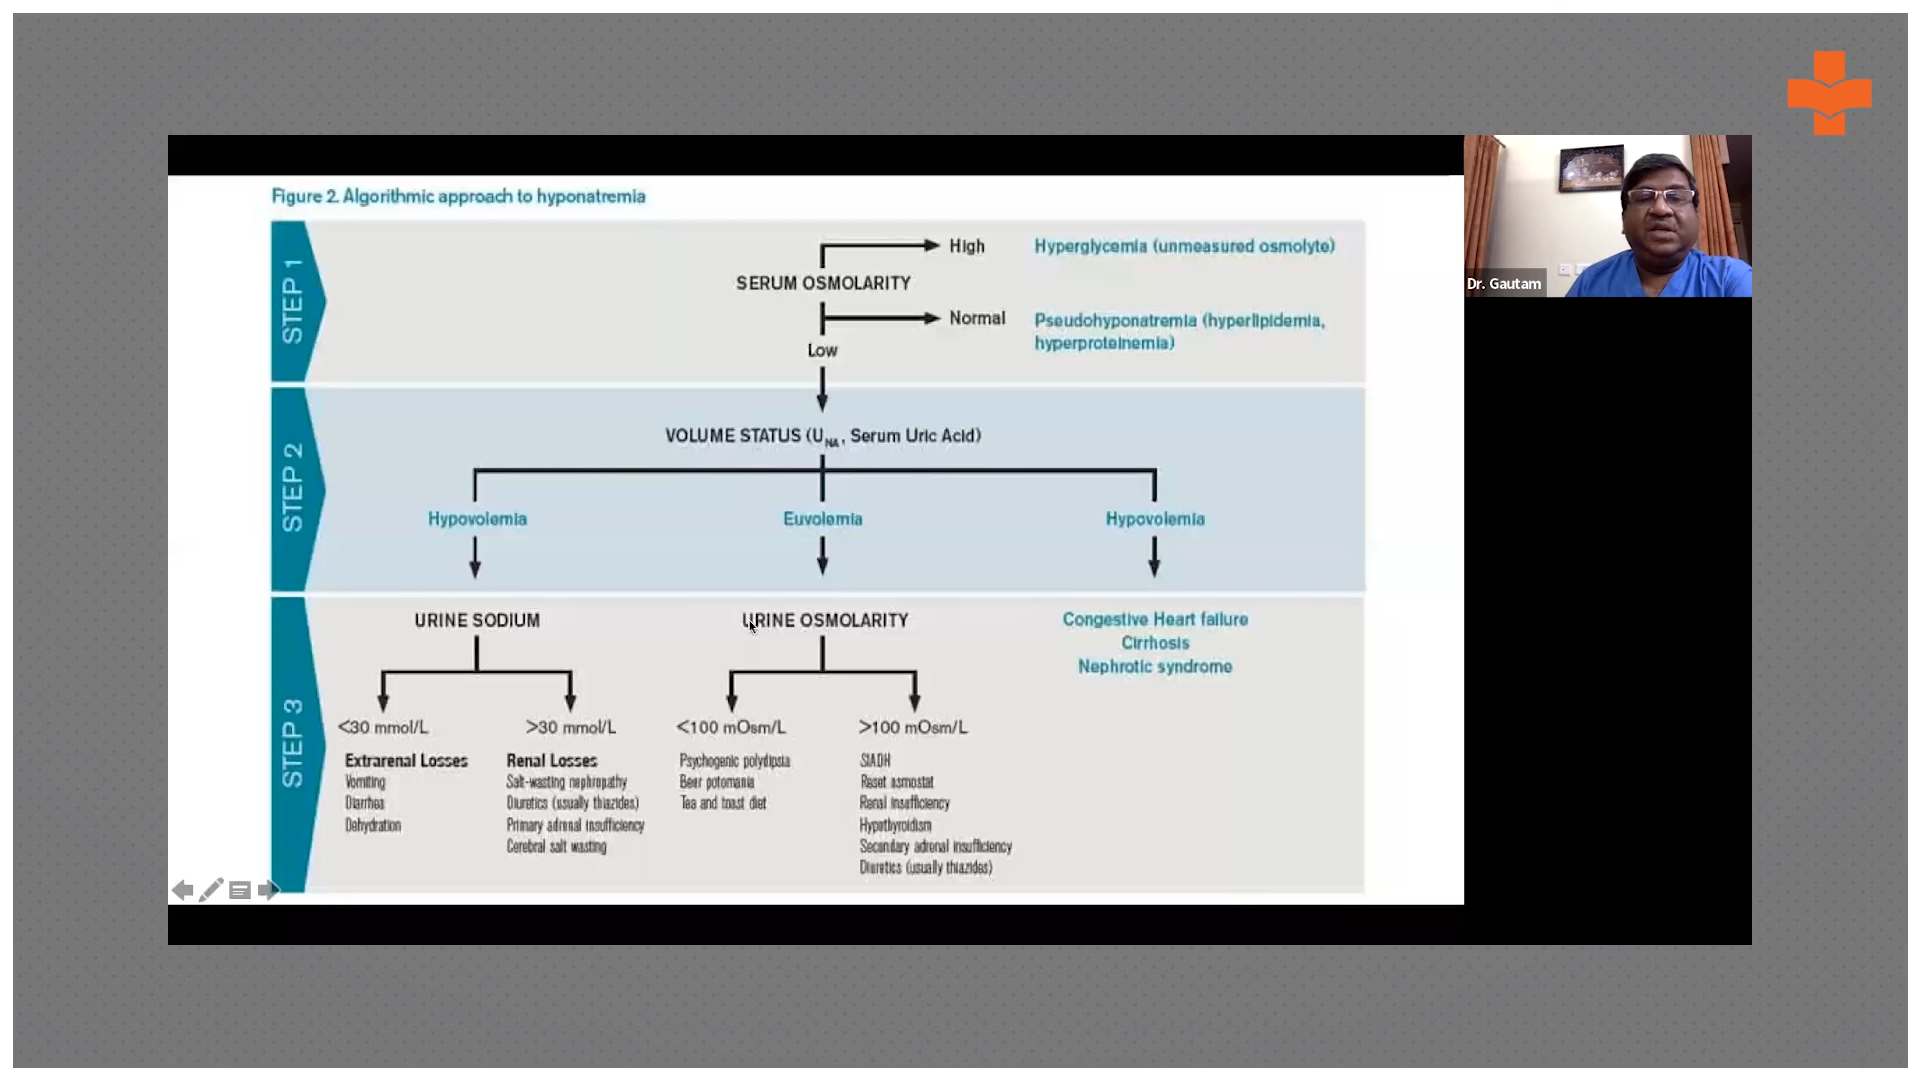 Figure 2. Algorithmic approach to hyponatremia
STEP 1
SERUM OSMOLARITY
High
Hyperglycemia (unmeasured osmolyte)
Normal
Pseudohyponatremia (hyperlipidemia,
hyperproteinemia)
Low
STEP 2
VOLUME STATUS (UNA, Serum Uric Acid)
Hypovolemia
Euvolemia
Hypovolemia
STEP 3
URINE SODIUM
<30 mmol/L
Extrarenal Losses
Vomiting
Diarrhea
Dehydration
>30 mmol/L
Renal Losses
Salt-wasting nephropathy
Diuretics (usually thiazides)
Primary adrenal insufficiency
Cerebral salt wasting
URINE OSMOLARITY
<100 mOsm/L
Psychogenic polydipsia
Beer potomania
Tea and toast diet
>100 mOsm/L
SIADH
Reset osmostat
Renal insufficiency
Hypothyroidism
Secondary adrenal insufficiency
Diuretics (usually thiazides)
Congestive Heart failure
Cirrhosis
Nephrotic syndrome
Dr. Gautam